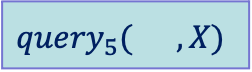 query₅(   , X)